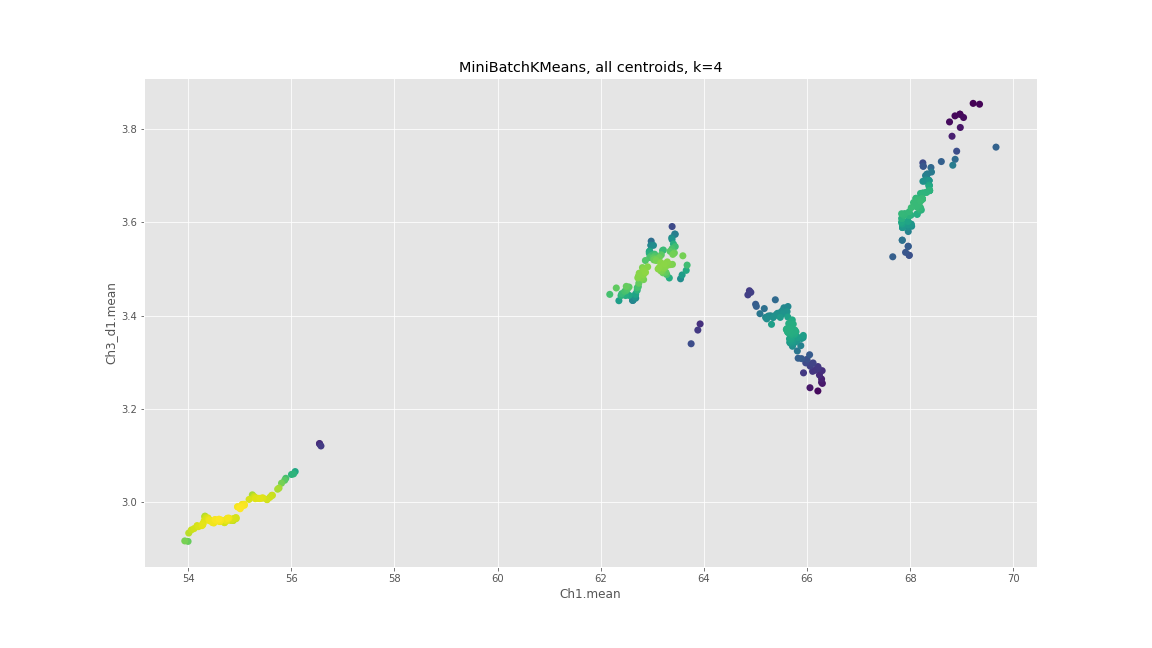 MiniBatchKMeans, all centroids, k=4
3.8
3.6
3.4
3.2
3.0
Ch3_d1.mean
54 56 58 60 62 64 66 68 70
Ch1.mean